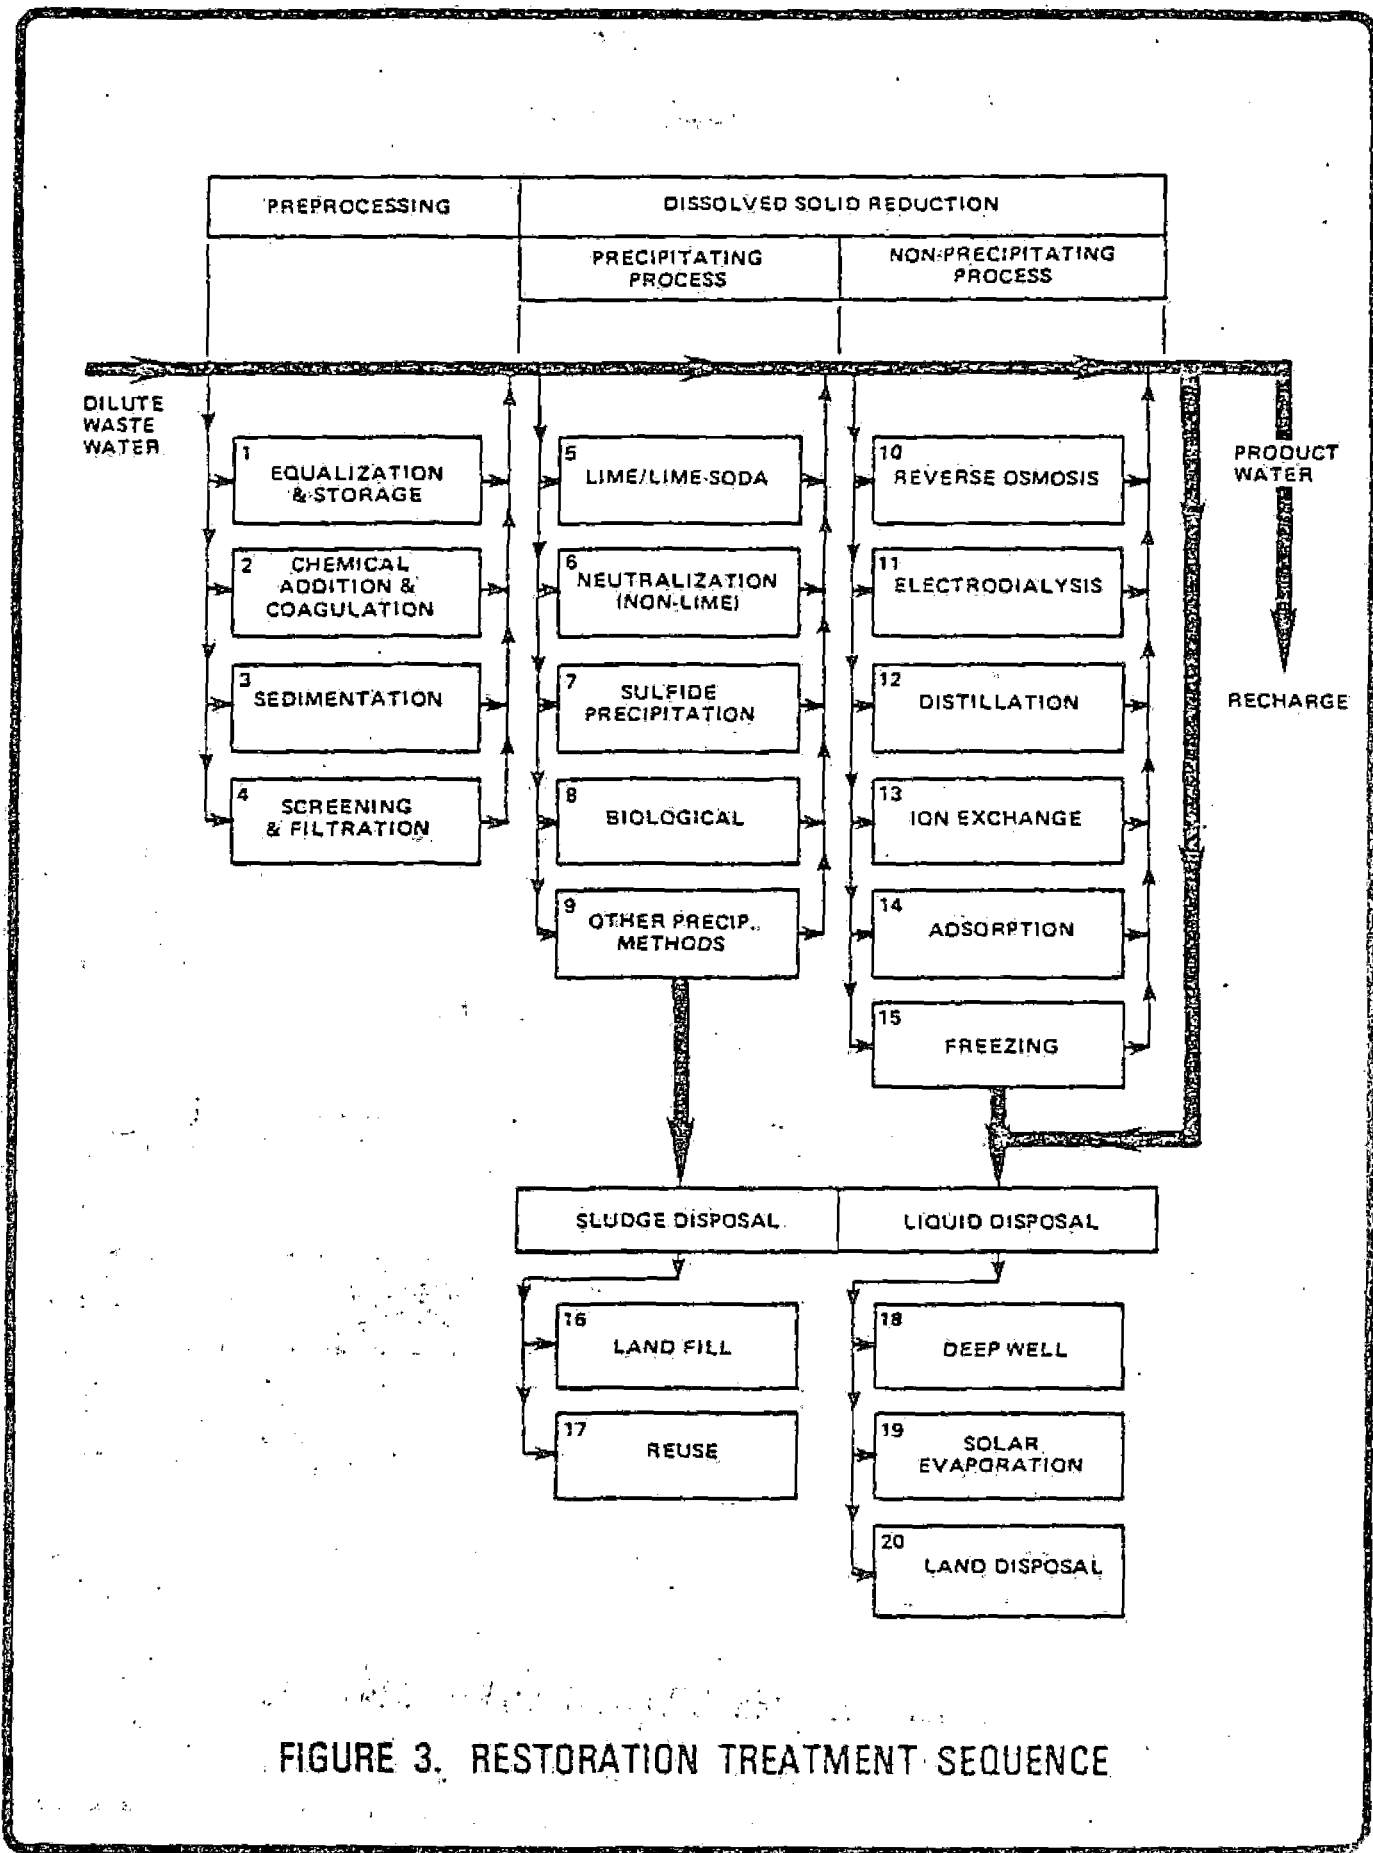 PREPROCESSING
DISSOLVED SOLID REDUCTION
PRECIPITATING
PROCESS
NON-PRECIPITATING
PROCESS
DILUTE
WASTE
WATER
1
EQUALIZATION
& STORAGE
2
CHEMICAL
ADDITION &
COAGULATION
3
SEDIMENTATION
4
SCREENING
& FILTRATION
5
LIME/LIME-SODA
6
NEUTRALIZATION
(NON-LIME)
7
SULFIDE
PRECIPITATION
8
BIOLOGICAL
9
OTHER PRECIP.
METHODS
10
REVERSE OSMOSIS
11
ELECTRODIALYSIS
12
DISTILLATION
13
ION EXCHANGE
14
ADSORPTION
15
FREEZING
PRODUCT
WATER
RECHARGE
SLUDGE DISPOSAL
LIQUID DISPOSAL
16
LAND FILL
17
REUSE
18
DEEP WELL
19
SOLAR
EVAPORATION
20
LAND DISPOSAL
FIGURE 3. RESTORATION TREATMENT SEQUENCE